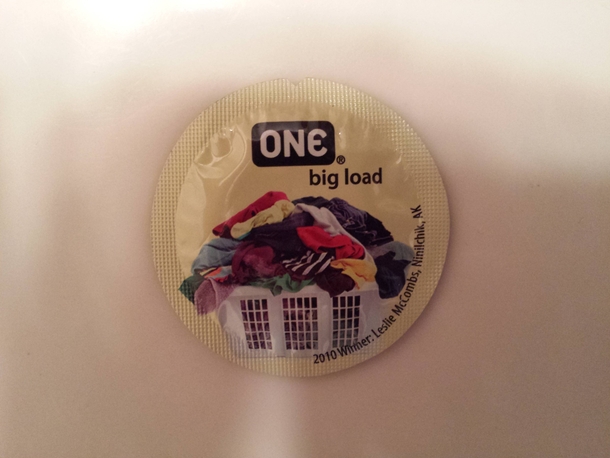 ONE®
big load
2010 Winner: Leslie McCombs, Ninilchik, AK